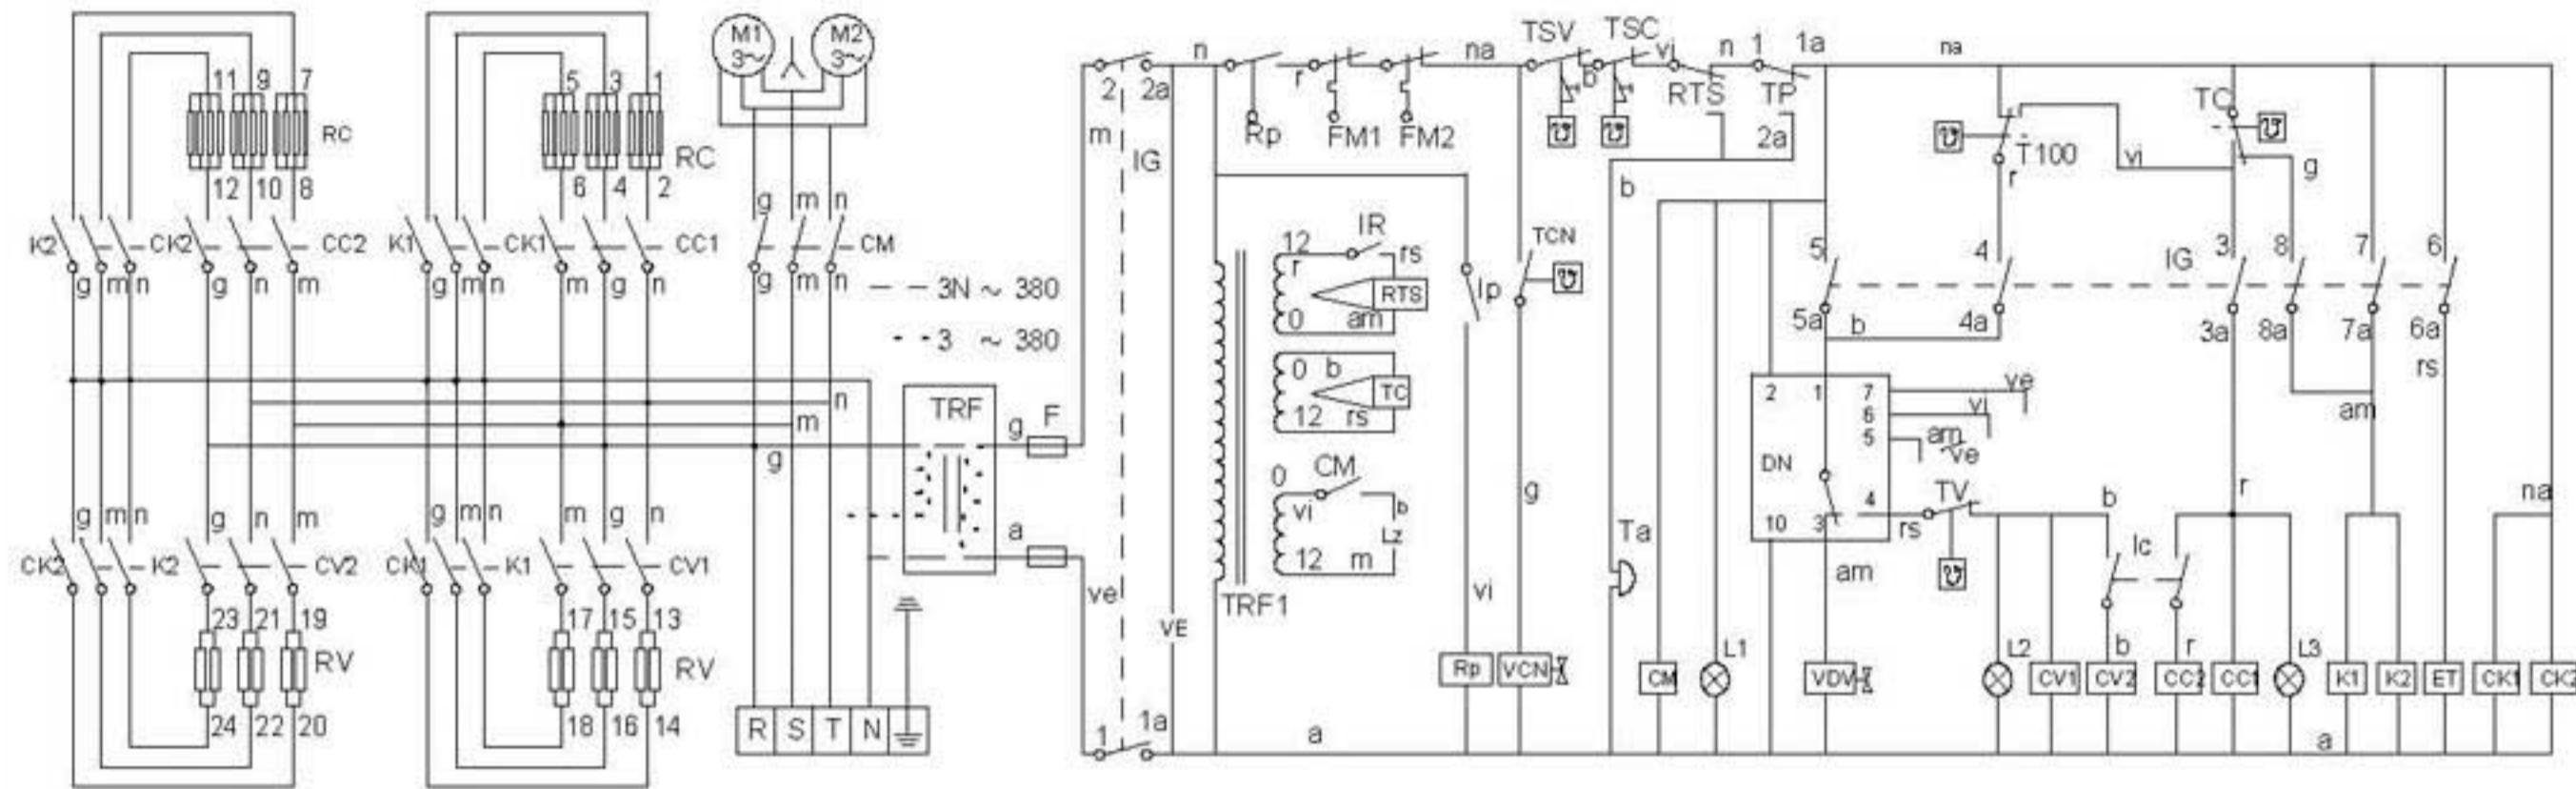 M1 M2
3~ 3~
11 9 7 5 3 1
RC RC
12 10 8 6 4 2
g m n
K2 CK2 CC2 K1 CK1 CC1 CM
g m n g n m g m n m g n g m n
3N ~ 380
3 ~ 380
n
m
g
TRF
g F
a
g m n g n m g m n m g n
CK2 K2 CV2 CK1 K1 CV1
23 21 19 17 15 13
RV RV
24 22 20 18 16 14
R S T N
2 2a n r na TSV TSC vi n 1 1a na
b
m IG Rp FM1 FM2 RTS TP
2a
T100 TC
r vi g
b
12 IR rs
r RTS
0 am
Ip TCN
5 4 3 8 7 6
IG
5a b 4a 3a 8a 7a 6a
rs
0 b
TC
12 rs
am
2 1 7 ve
6 vi
5 am
ve
DN
10 3 4
rs TV
am
0 CM
vi b
Lz
12 m
g
Ta
b Ic r na
ve VE TRF1 vi
b r
Rp VCN CM L1 VDV L2 CV1 CV2 CC2 CC1 L3 K1 K2 ET CK1 CK2
1 1a a a